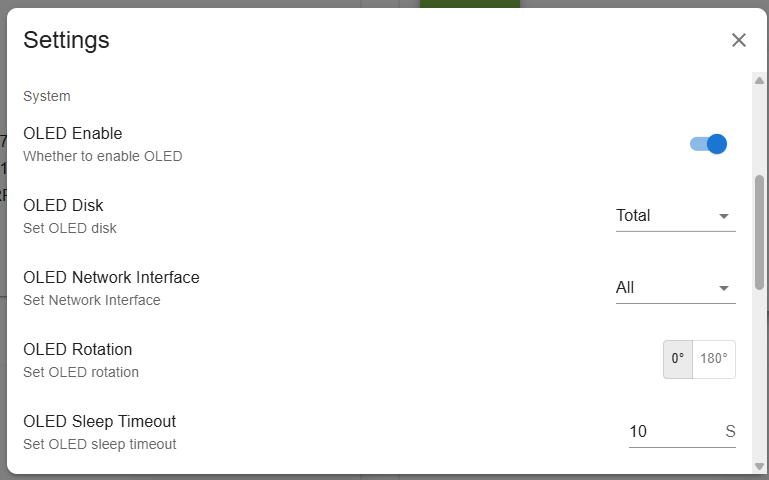 Settings
System
OLED Enable
Whether to enable OLED
OLED Disk
Set OLED disk
Total
OLED Network Interface
Set Network Interface
All
OLED Rotation
Set OLED rotation
0° 180°
OLED Sleep Timeout
Set OLED sleep timeout
10 S